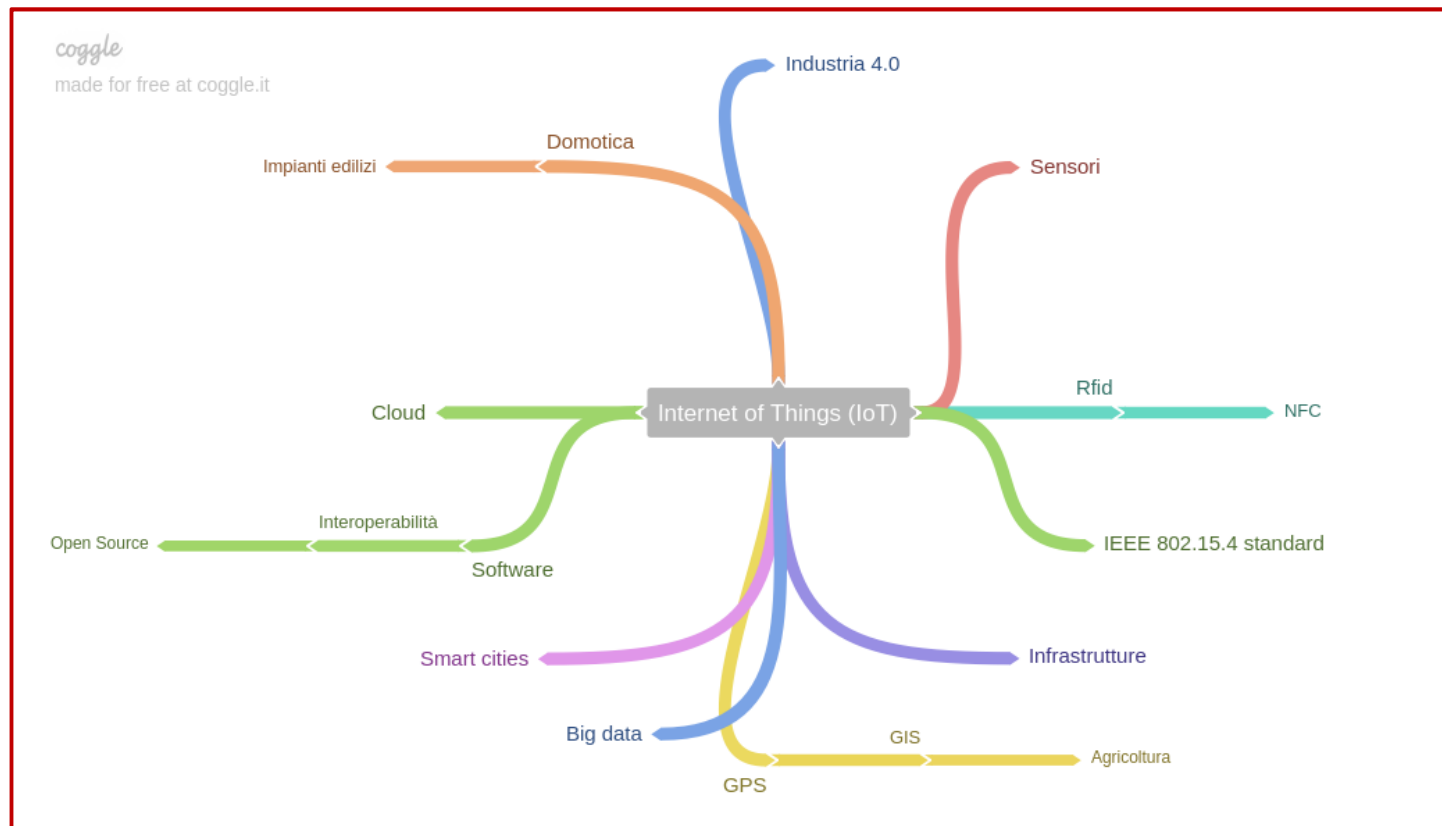 coggle
made for free at coggle.it
Industria 4.0
Domotica
Impianti edilizi
Sensori
Rfid
NFC
Cloud
Internet of Things (IoT)
Interoperabilità
Open Source
Software
IEEE 802.15.4 standard
Smart cities
Infrastrutture
Big data
GIS
Agricoltura
GPS